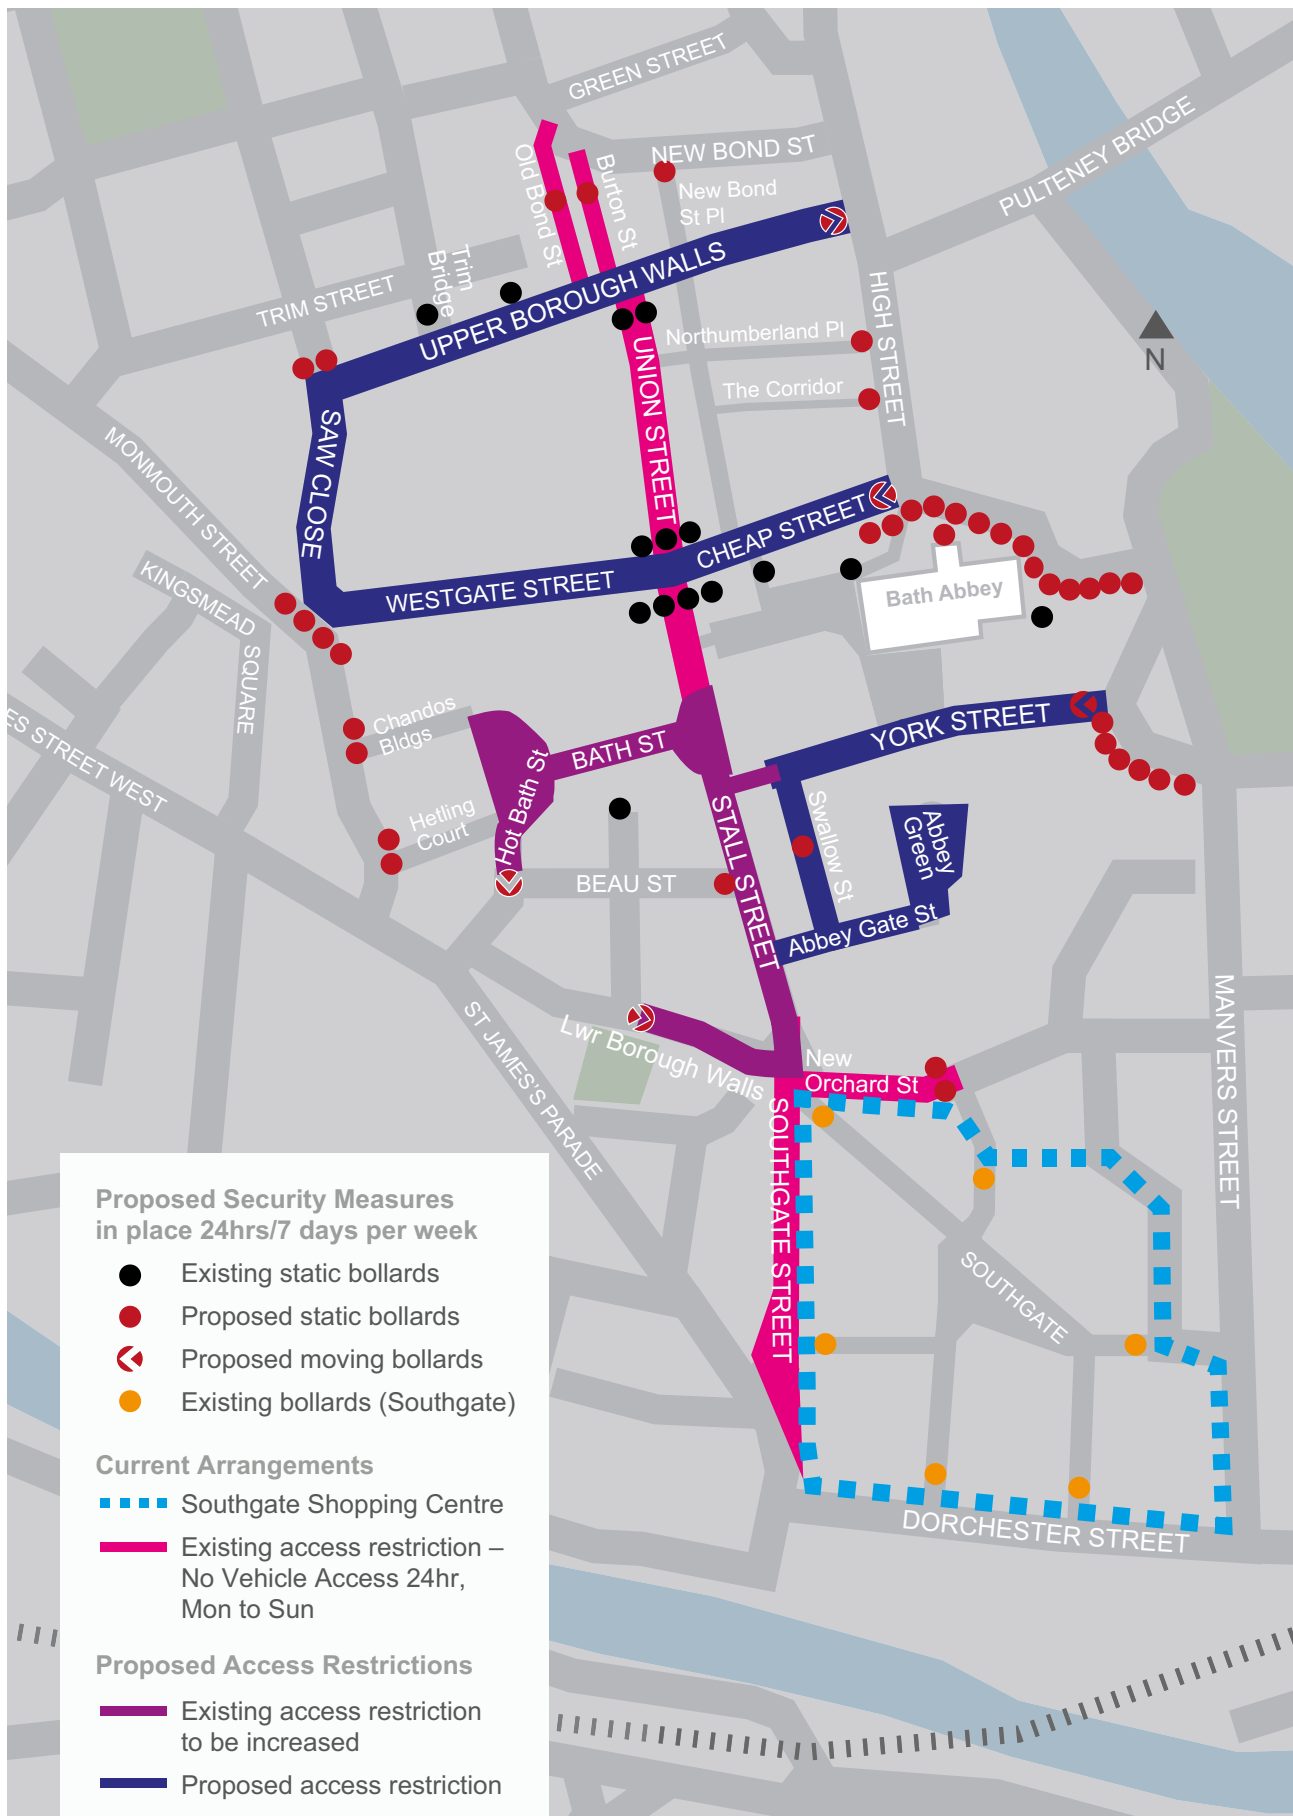 GREEN STREET
NEW BOND ST
PULTENEY BRIDGE
Old Bond St
Burton St
New Bond
St Pl
Trim
Bridge
TRIM STREET
UPPER BOROUGH WALLS
HIGH STREET
Northumberland Pl
N
The Corridor
UNION STREET
SAW CLOSE
MONMOUTH STREET
CHEAP STREET
WESTGATE STREET
Bath Abbey
KINGSMEAD
SQUARE
Chandos
Bldgs
ES STREET WEST
BATH ST
YORK STREET
Hot Bath St
Hetling
Court
STALL STREET
Swallow St
Abbey
Green
BEAU ST
Abbey Gate St
MANVERS STREET
ST JAMES'S PARADE
Lwr Borough Walls
New
Orchard St
SOUTHGATE STREET
SOUTHGATE
DORCHESTER STREET
Proposed Security Measures
in place 24hrs/7 days per week
Existing static bollards
Proposed static bollards
Proposed moving bollards
Existing bollards (Southgate)
Current Arrangements
Southgate Shopping Centre
Existing access restriction –
No Vehicle Access 24hr,
Mon to Sun
Proposed Access Restrictions
Existing access restriction
to be increased
Proposed access restriction